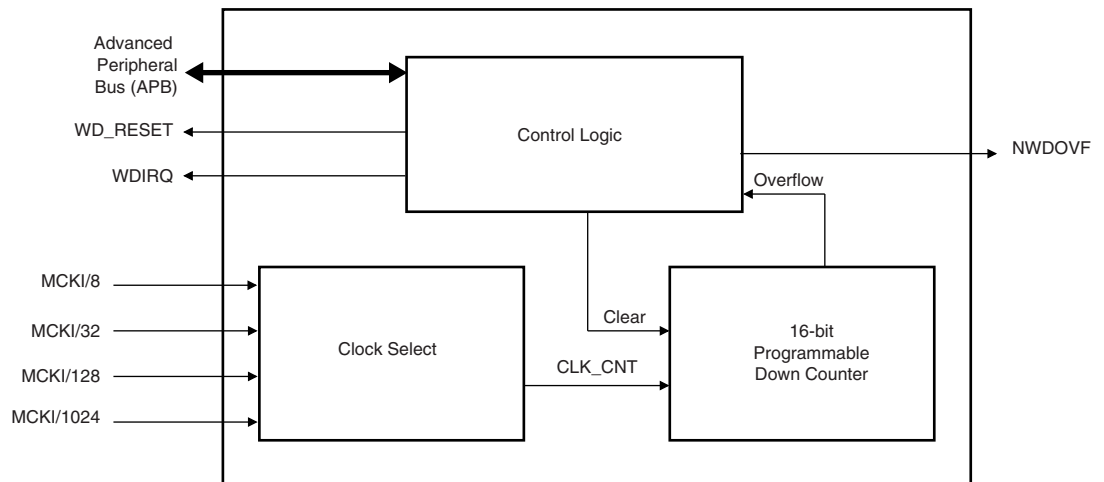 Advanced
Peripheral
Bus (APB)
WD_RESET
Control Logic
NWDOVF
WDIRQ
Overflow
MCKI/8
MCKI/32
Clear
16-bit
Programmable
Down Counter
Clock Select
CLK_CNT
MCKI/128
MCKI/1024